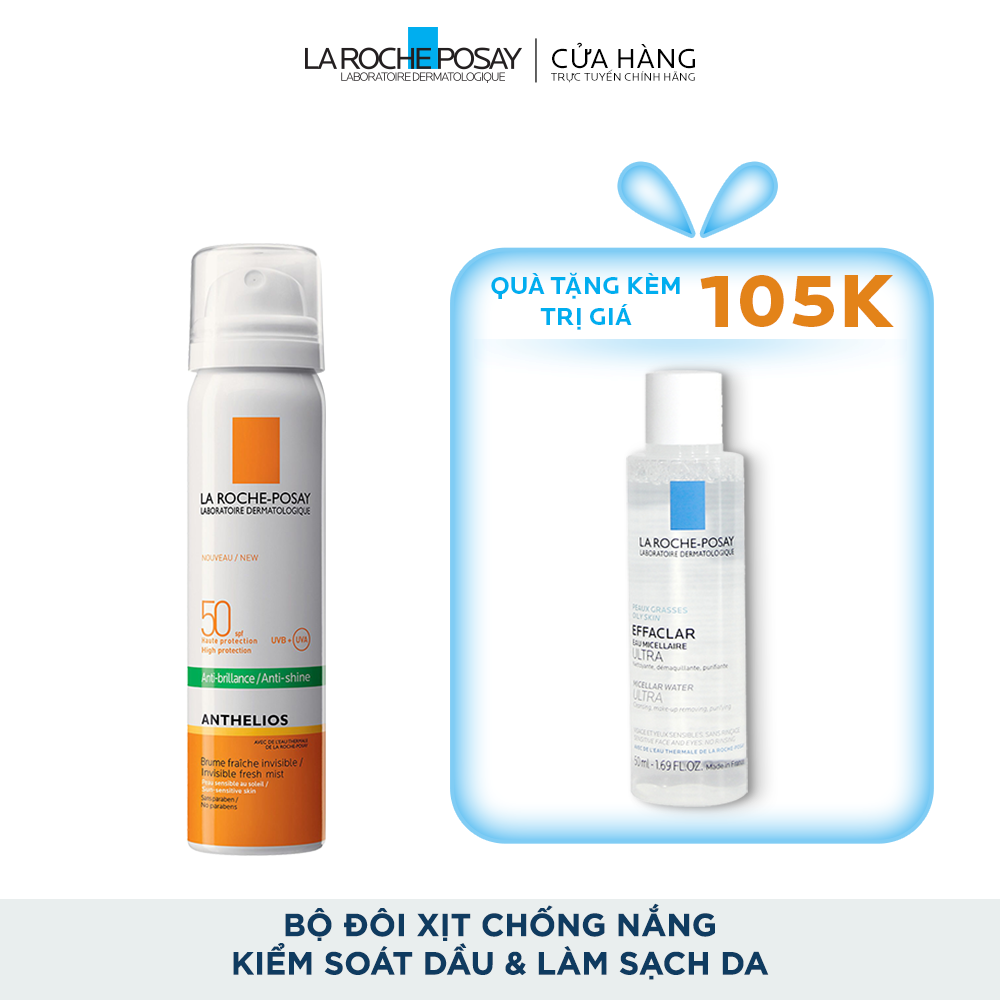 LA ROCHE POSAY
LABORATOIRE DERMATOLOGIQUE
CỬA HÀNG
TRỰC TUYẾN CHÍNH HÃNG
QUÀ TẶNG KÈM
TRỊ GIÁ
105K
LA ROCHE-POSAY
LABORATOIRE DERMATOLOGIQUE
NOUVEAU / NEW
50 spf
Haute protection
High protection
UVB + UVA
Anti-brillance/Anti-shine
ANTHELIOS
AVEC DE L'EAU THERMALE
DE LA ROCHE-POSAY
Brume fraîche invisible /
Invisible fresh mist
Peau sensible au soleil /
Sun-sensitive skin
Sans paraben /
No parabens
LA ROCHE-POSAY
LABORATOIRE DERMATOLOGIQUE
PEAUX GRASSES
OILY SKIN
EFFACLAR
EAU MICELLAIRE
ULTRA
Nettoyante, démaquillante, purifiante
MICELLAR WATER
ULTRA
Cleansing, make-up removing, purifying
VISAGE ET YEUX SENSIBLES, SANS RINÇAGE
SENSITIVE FACE AND EYES, NO RINSING
AVEC DE L'EAU THERMALE DE LA ROCHE-POSAY
50 ml - 1.69 FL.OZ. Made in France
BỘ ĐÔI XỊT CHỐNG NẮNG
KIỂM SOÁT DẦU & LÀM SẠCH DA